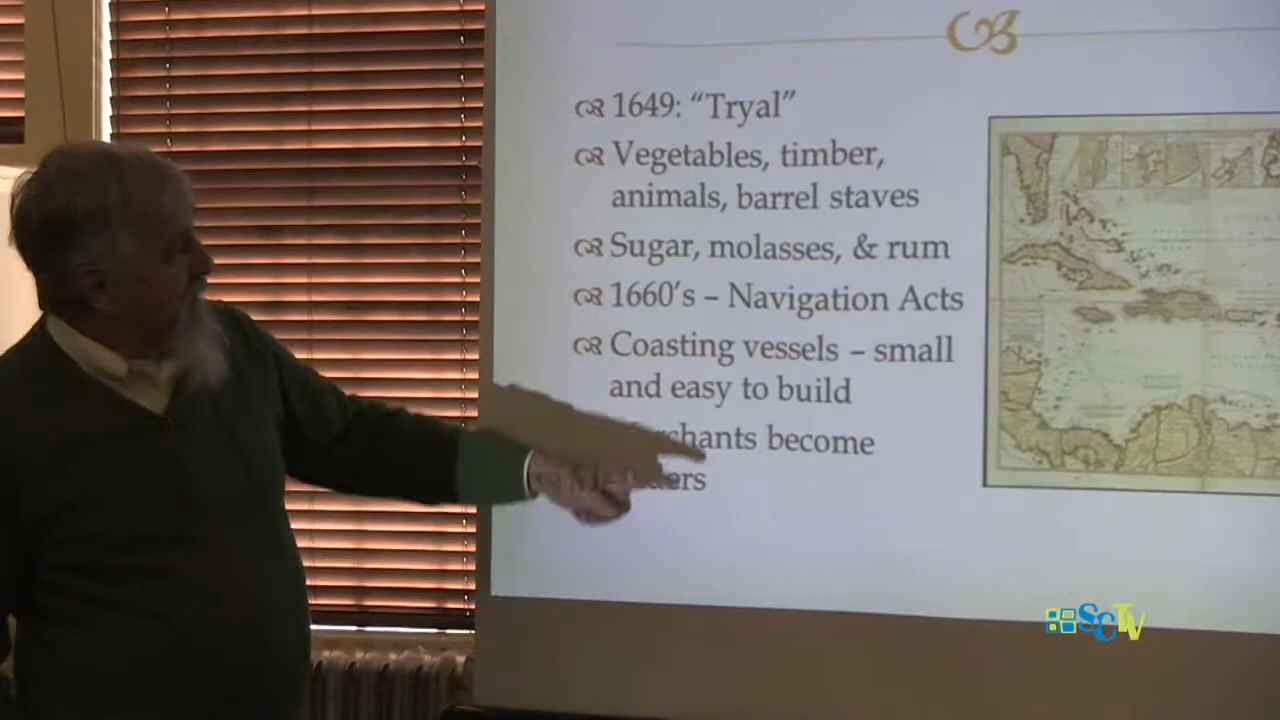 1649: “Tryal”
Vegetables, timber,
animals, barrel staves
Sugar, molasses, & rum
1660’s – Navigation Acts
Coasting vessels – small
and easy to build
become
SCTV